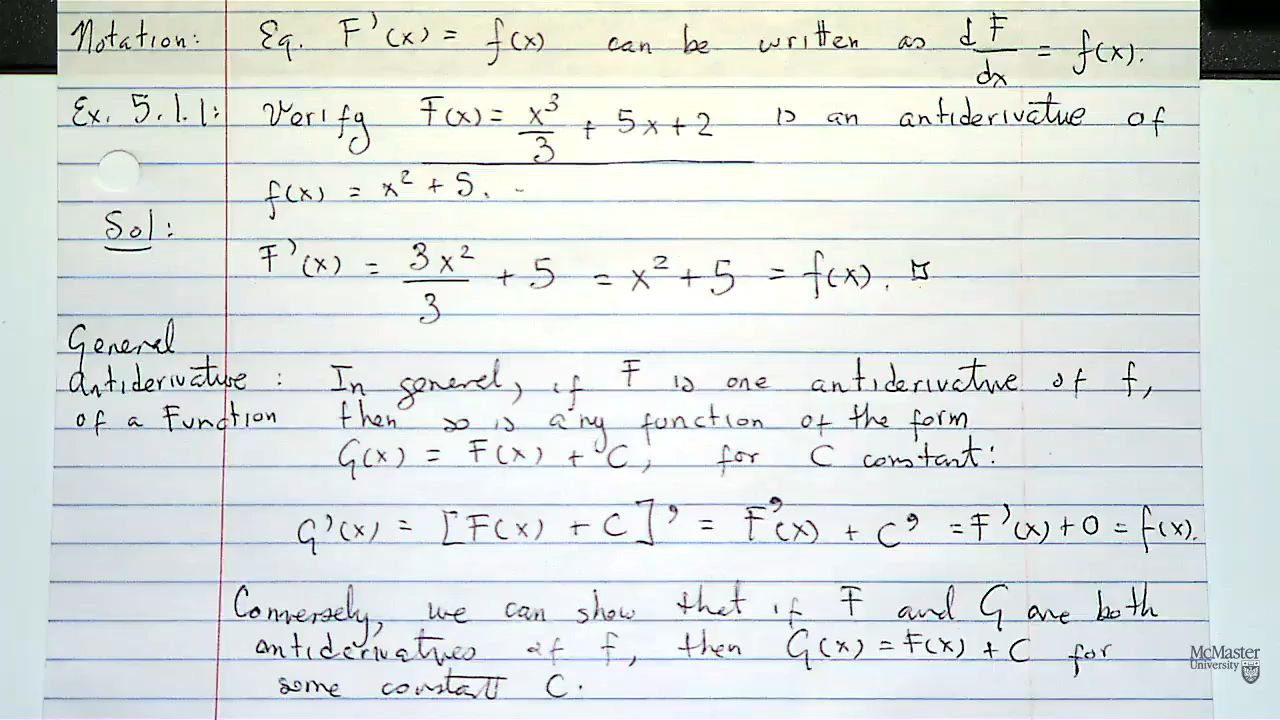 Notation: Eq. F'(x) = f(x) can be written as dF/dx = f(x).
Ex. 5.1.1: Verify F(x) = x³/3 + 5x + 2 is an antiderivative of
f(x) = x² + 5.
Sol:
F'(x) = 3x²/3 + 5 = x² + 5 = f(x).
General
Antiderivative : In general, if F is one antiderivative of f,
of a Function then so is any function of the form
G(x) = F(x) + C, for C constant:
G'(x) = [F(x) + C]' = F'(x) + C' = F'(x) + 0 = f(x).
Conversely, we can show that if F and G are both
antiderivatives of f, then G(x) = F(x) + C for
some constant C.
McMaster
University